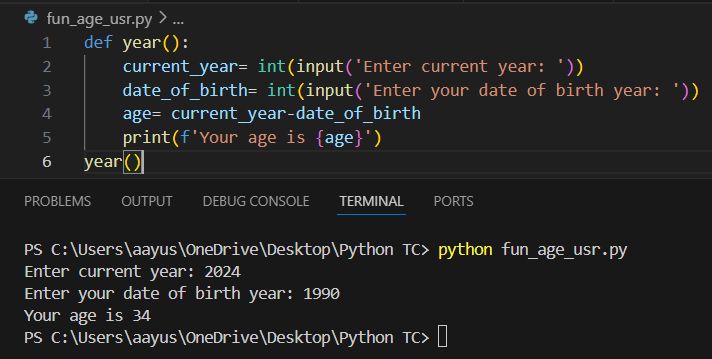 fun_age_usr.py > ...
1 def year():
2     current_year= int(input('Enter current year: '))
3     date_of_birth= int(input('Enter your date of birth year: '))
4     age= current_year-date_of_birth
5     print(f'Your age is {age}')
6 year()
PROBLEMS OUTPUT DEBUG CONSOLE TERMINAL PORTS
PS C:\Users\aayus\OneDrive\Desktop\Python TC> python fun_age_usr.py
Enter current year: 2024
Enter your date of birth year: 1990
Your age is 34
PS C:\Users\aayus\OneDrive\Desktop\Python TC>